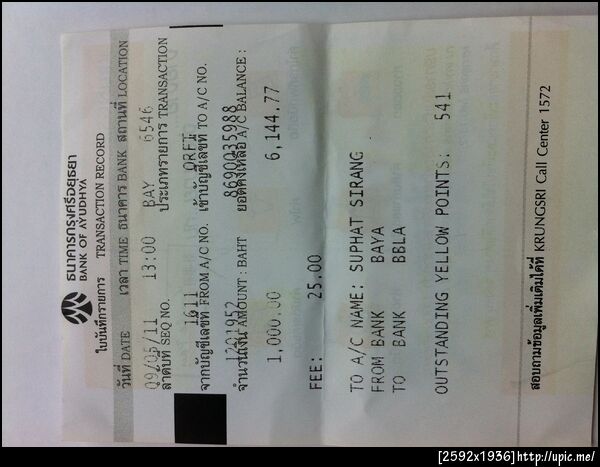 ธนาคารกรุงศรีอยุธยา
BANK OF AYUDHYA
ใบบันทึกรายการ TRANSACTION RECORD
วันที่ DATE เวลา TIME ธนาคาร BANK สถานที่ LOCATION
09/05/11 13:00 BAY 6546
ลำดับที่ SEQ NO. ประเภทรายการ TRANSACTION
1611 ORFT
จากบัญชีเลขที่ FROM A/C NO. เข้าบัญชีเลขที่ TO A/C NO.
1221952 8690035988
จำนวนเงิน AMOUNT : BAHT ยอดคงเหลือ A/C BALANCE :
1,000.00 6,144.77
FEE: 25.00
TO A/C NAME: SUPHAT SIRANG
FROM BANK BAYA
TO BANK BBLA
OUTSTANDING YELLOW POINTS: 541
สอบถามข้อมูลเพิ่มเติมได้ที่ KRUNGSRI Call Center 1572
[2592x1936]http://upic.me/